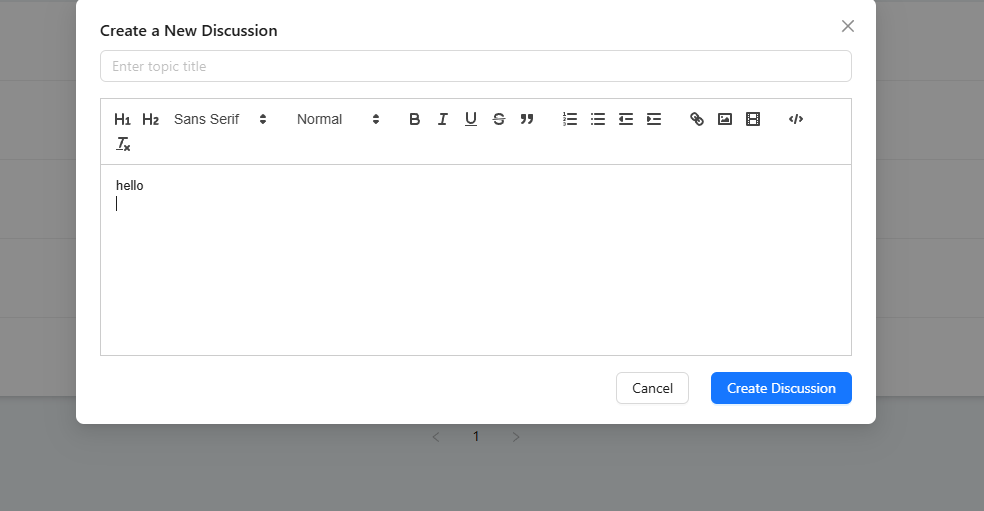 Create a New Discussion
Enter topic title
H1 H2 Sans Serif Normal B I U S
hello
Cancel Create Discussion
1